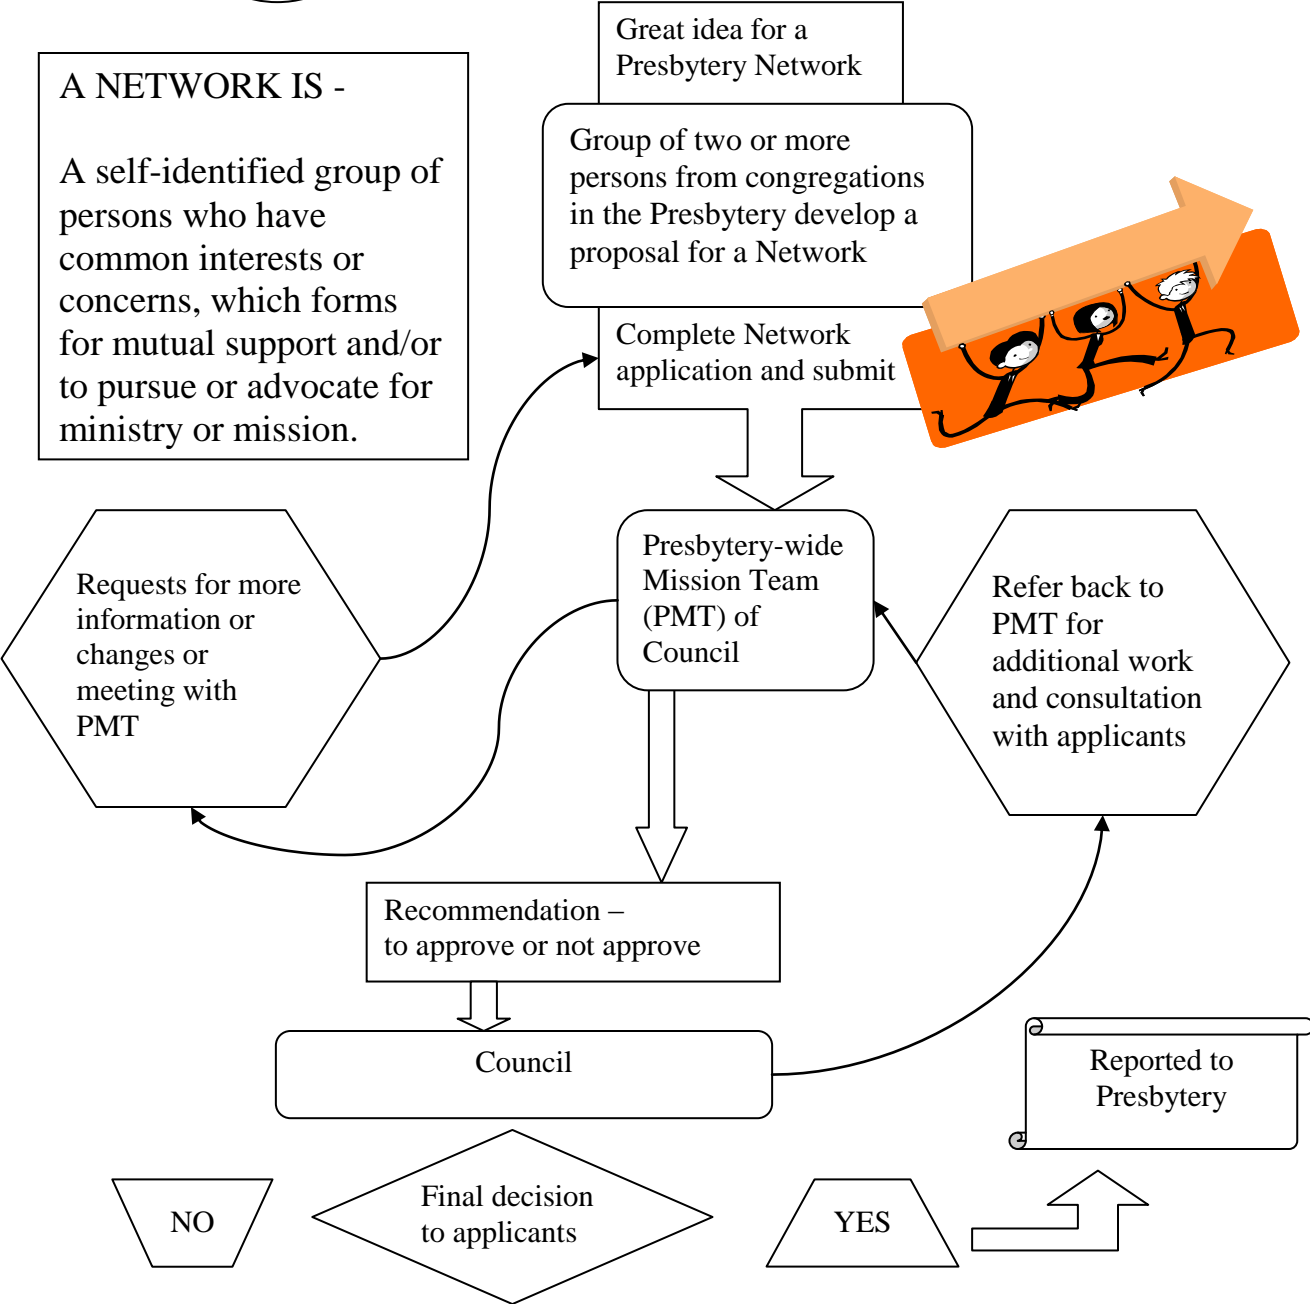 Great idea for a
Presbytery Network
A NETWORK IS -
A self-identified group of
persons who have
common interests or
concerns, which forms
for mutual support and/or
to pursue or advocate for
ministry or mission.
Group of two or more
persons from congregations
in the Presbytery develop a
proposal for a Network
Complete Network
application and submit
Presbytery-wide
Mission Team
(PMT) of
Council
Requests for more
information or
changes or
meeting with
PMT
Refer back to
PMT for
additional work
and consultation
with applicants
Recommendation –
to approve or not approve
Council
Reported to
Presbytery
NO
Final decision
to applicants
YES